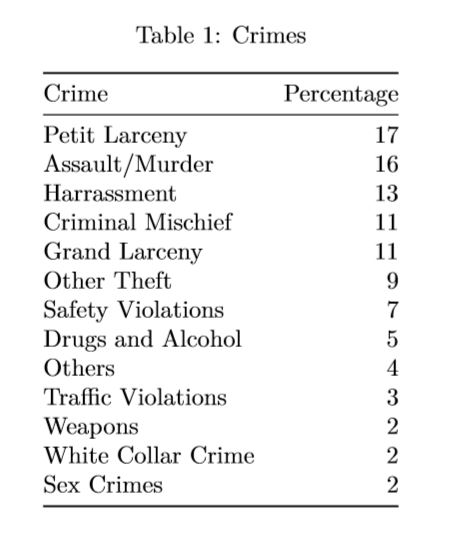 Table 1: Crimes
Crime Percentage
Petit Larceny 17
Assault/Murder 16
Harrassment 13
Criminal Mischief 11
Grand Larceny 11
Other Theft 9
Safety Violations 7
Drugs and Alcohol 5
Others 4
Traffic Violations 3
Weapons 2
White Collar Crime 2
Sex Crimes 2